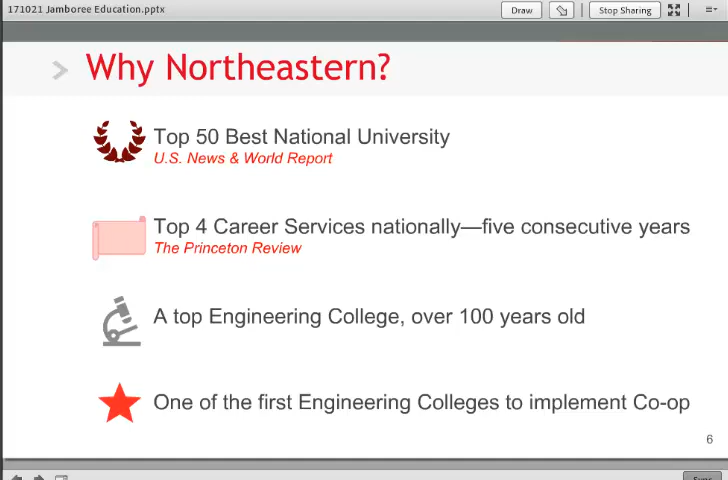 171021 Jamboree Education.pptx
Draw
Stop Sharing
Why Northeastern?
Top 50 Best National University
U.S. News & World Report
Top 4 Career Services nationally—five consecutive years
The Princeton Review
A top Engineering College, over 100 years old
One of the first Engineering Colleges to implement Co-op
6
Sync